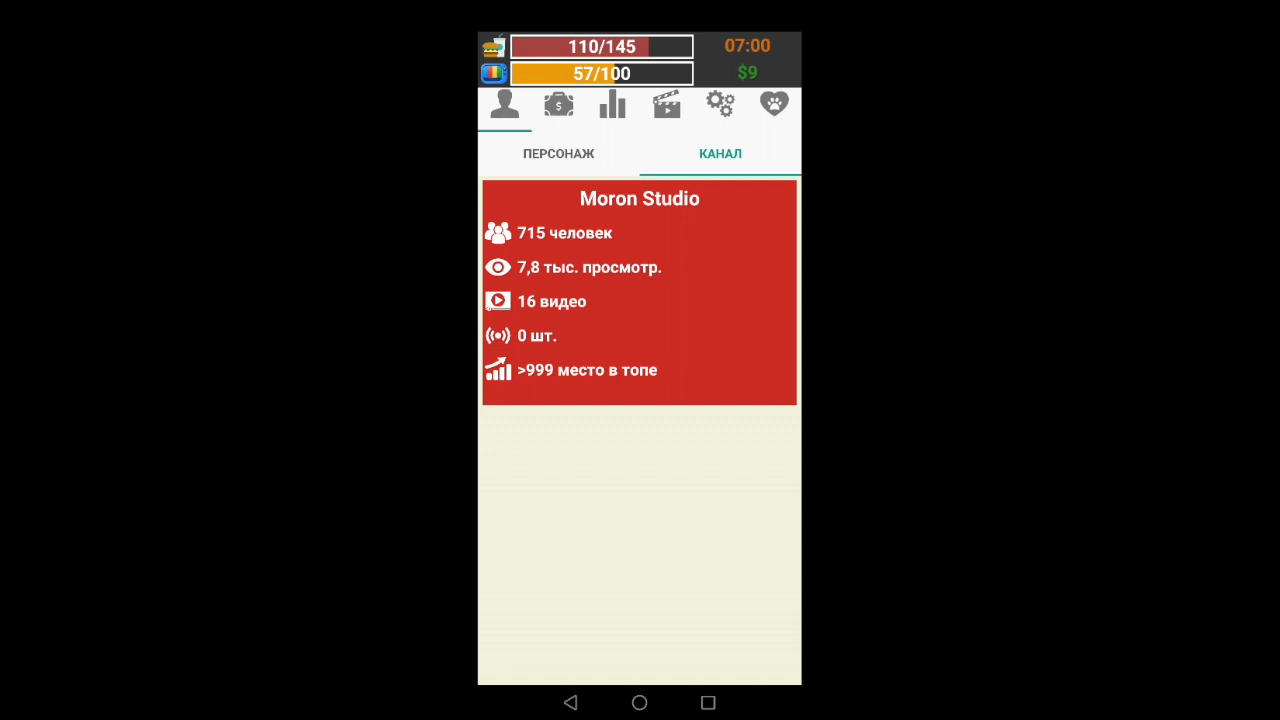 110/145
07:00
57/100
$9
ПЕРСОНАЖ
КАНАЛ
Moron Studio
715 человек
7,8 тыс. просмотр.
16 видео
0 шт.
>999 место в топе